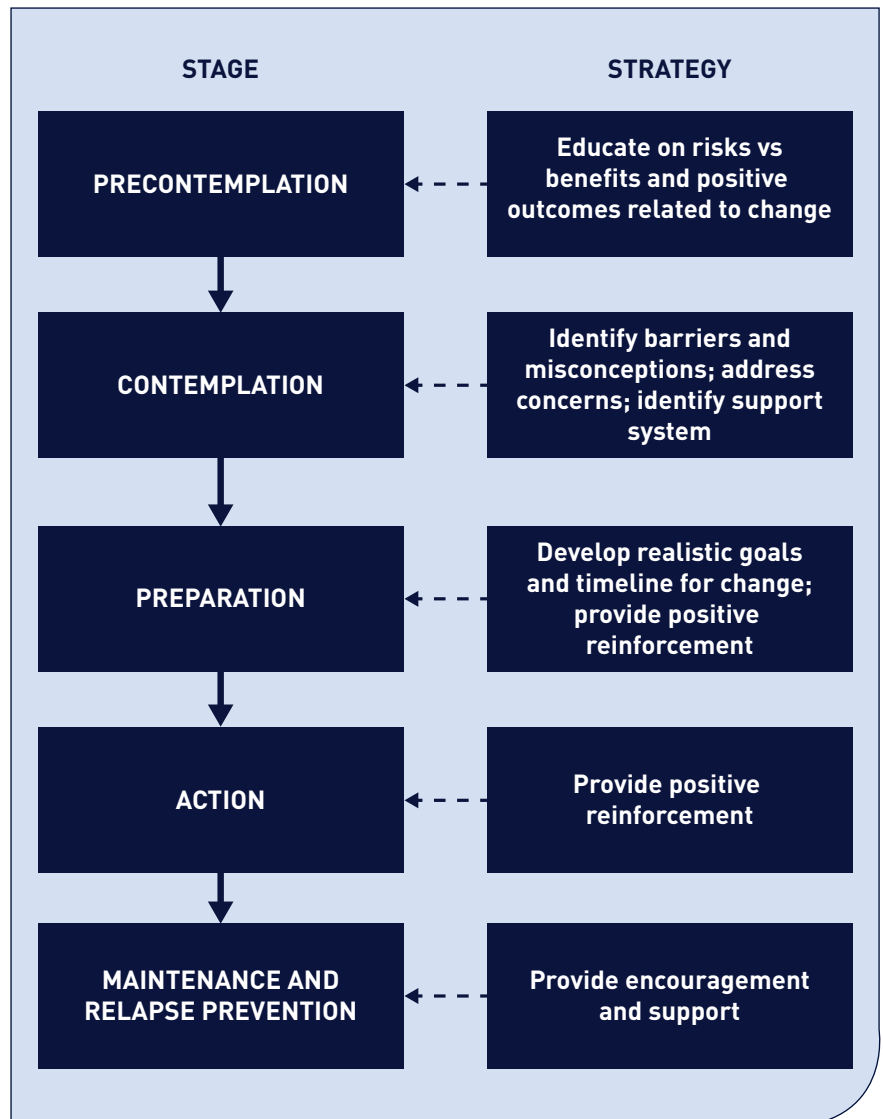 STAGE
STRATEGY
PRECONTEMPLATION
Educate on risks vs
benefits and positive
outcomes related to change
CONTEMPLATION
Identify barriers and
misconceptions; address
concerns; identify support
system
PREPARATION
Develop realistic goals
and timeline for change;
provide positive
reinforcement
ACTION
Provide positive
reinforcement
MAINTENANCE AND
RELAPSE PREVENTION
Provide encouragement
and support